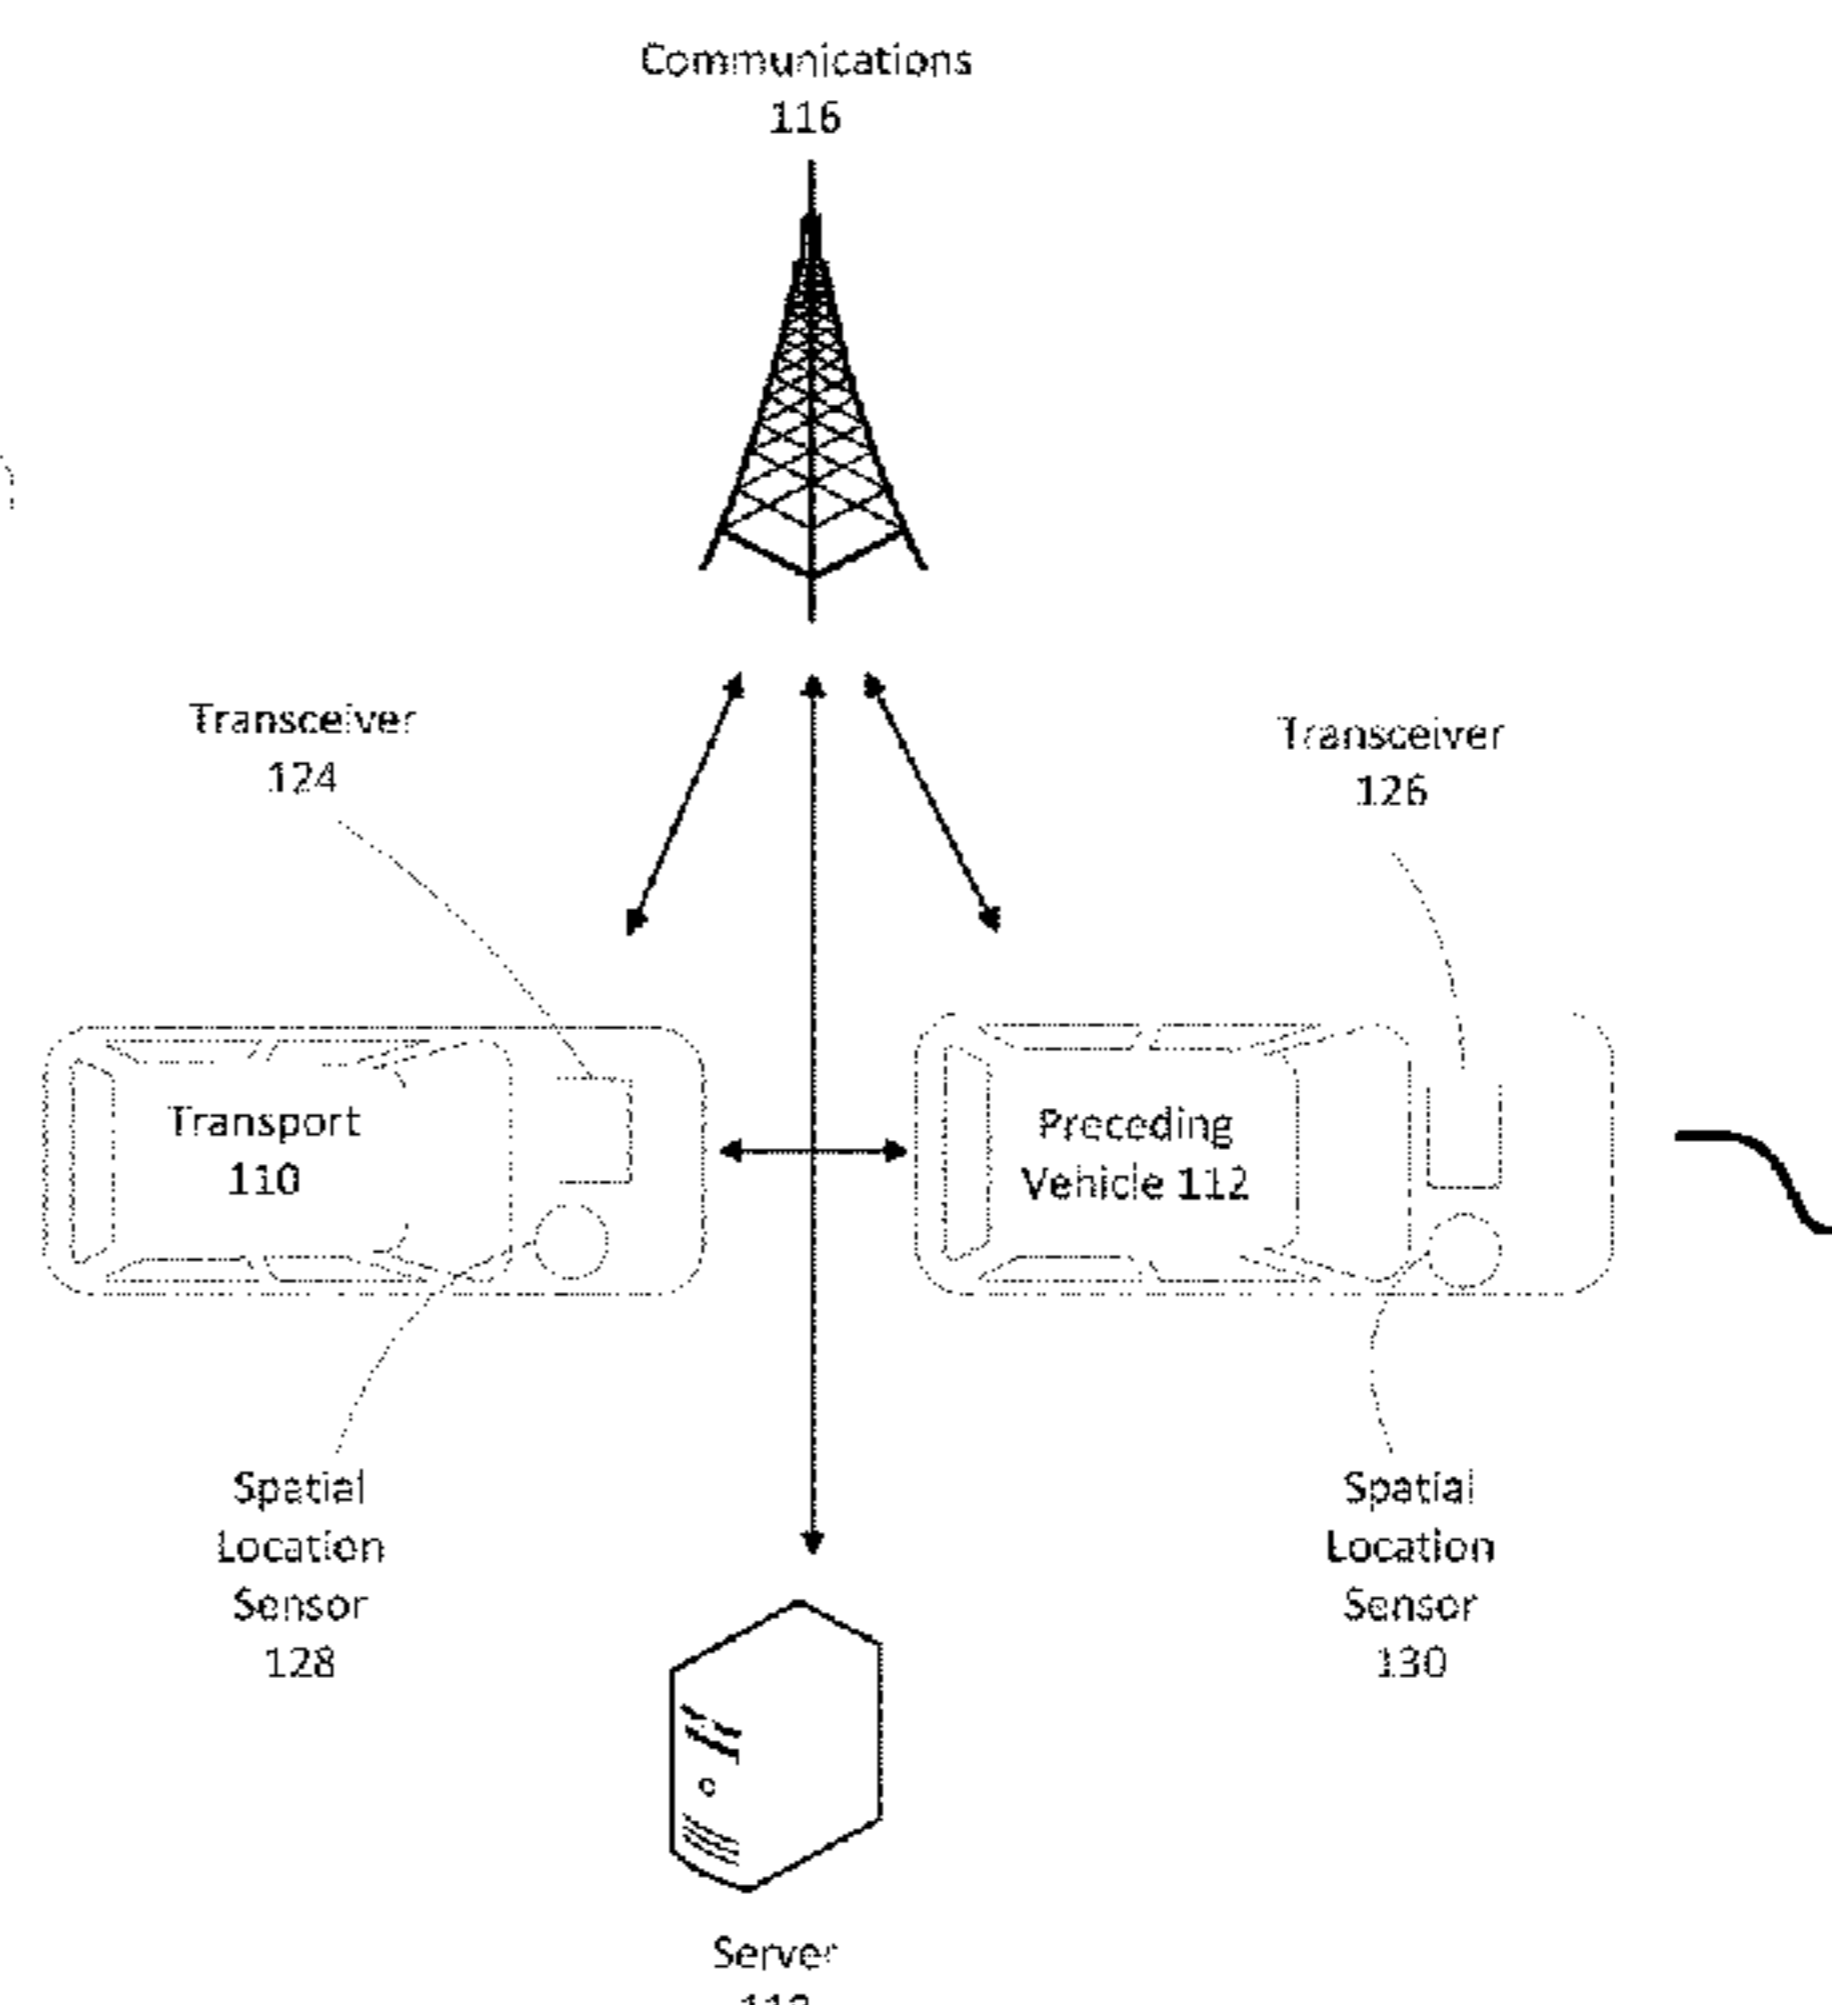 Communications
116
Transceiver
124
Transceiver
126
Transport
110
Preceding
Vehicle 112
Spatial
Location
Sensor
128
Spatial
Location
Sensor
130
Server